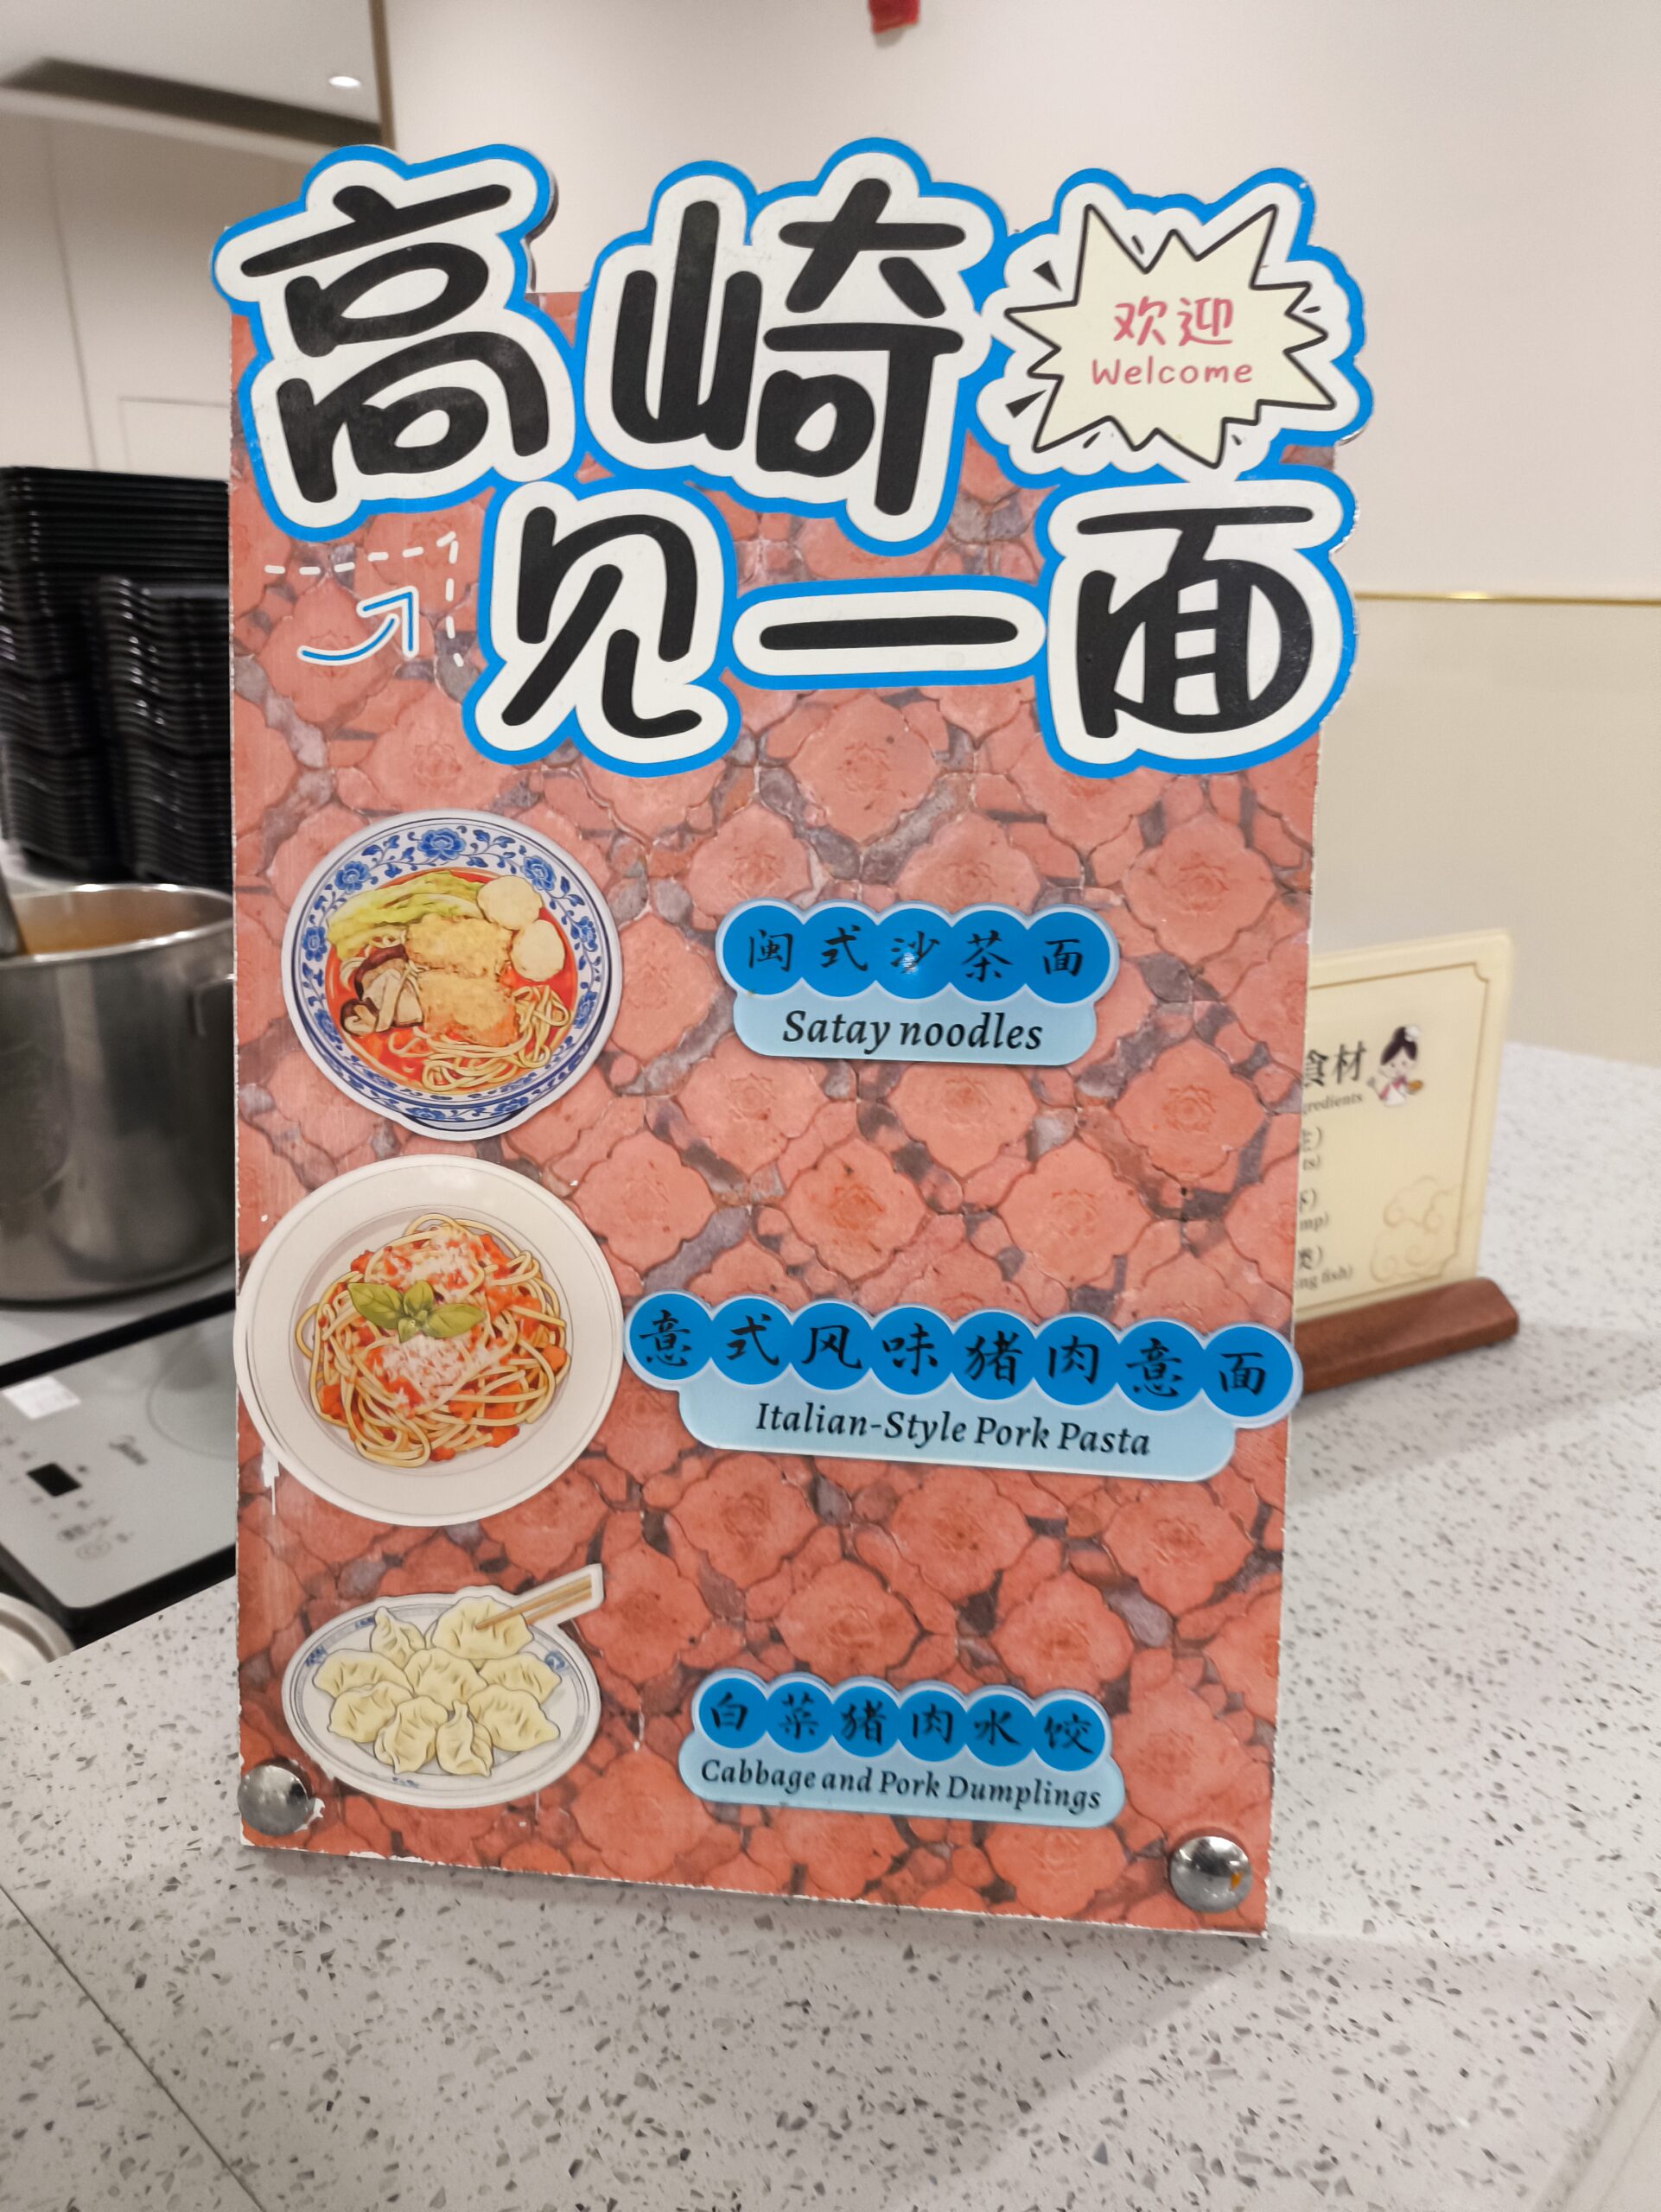 高崎
欢迎
Welcome
见一面
闽式沙茶面
Satay noodles
意式风味猪肉意面
Italian-Style Pork Pasta
白菜猪肉水饺
Cabbage and Pork Dumplings
食材